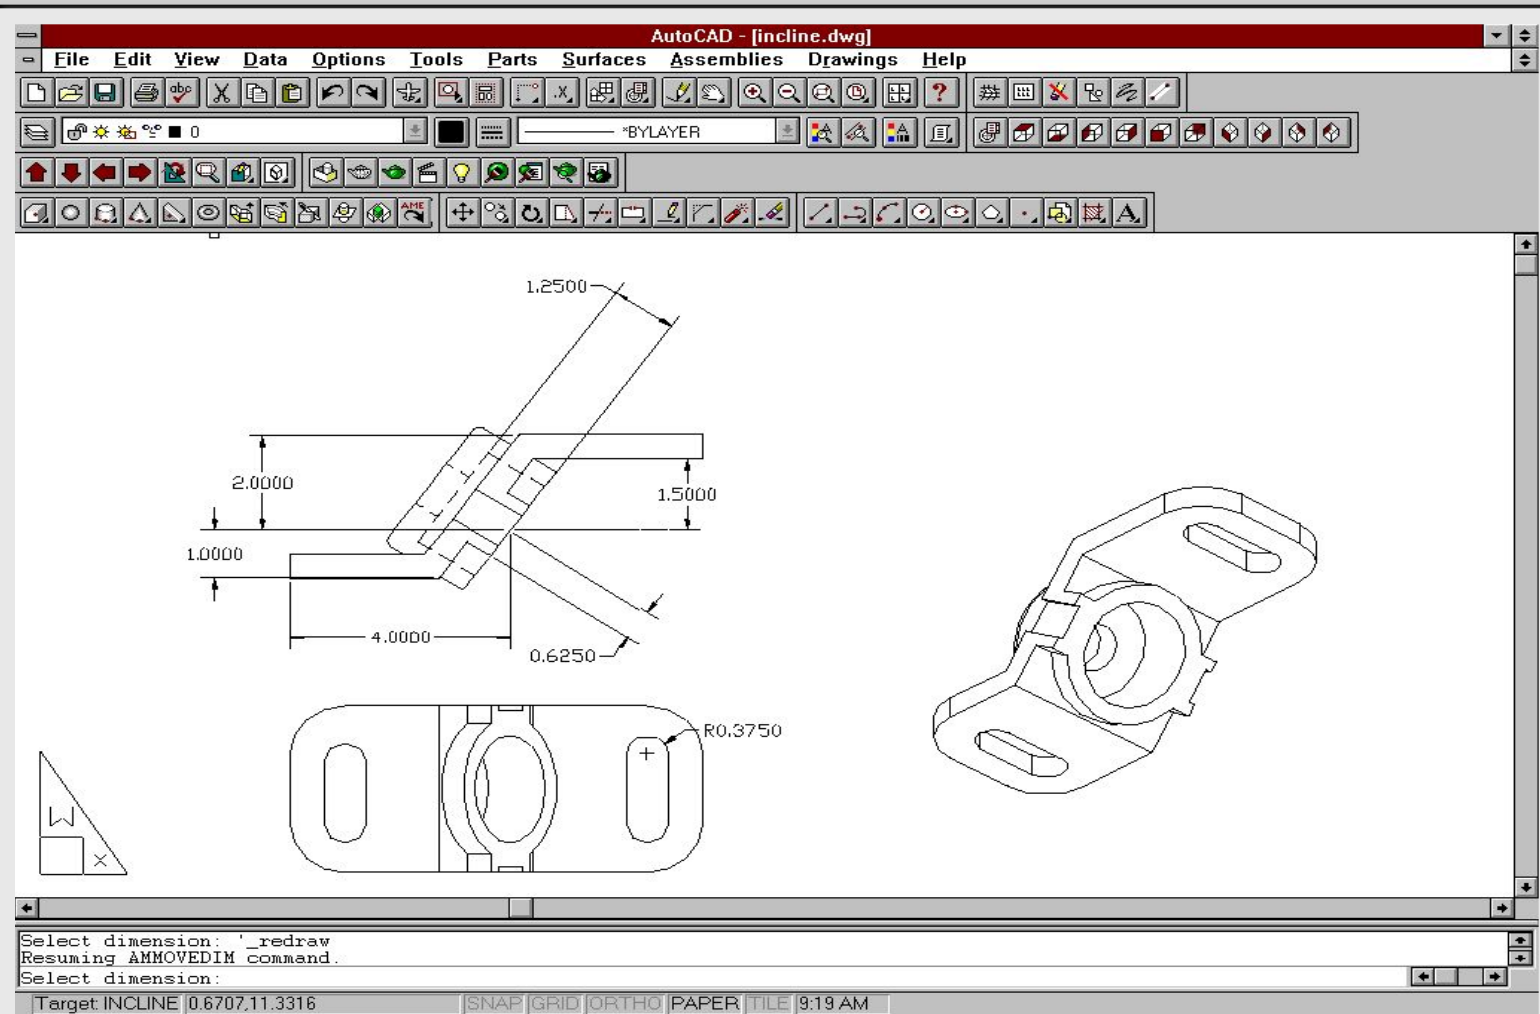 AutoCAD - [incline.dwg]
File Edit View Data Options Tools Parts Surfaces Assemblies Drawings Help
abc X ?
0 *BYLAYER
AME A
1.2500
2.0000
1.5000
1.0000
4.0000
0.6250
R0.3750
W
X
Select dimension: '_redraw
Resuming AMMOVEDIM command.
Select dimension:
Target: INCLINE 0.6707,11.3316 SNAP GRID ORTHO PAPER TILE 9:19 AM